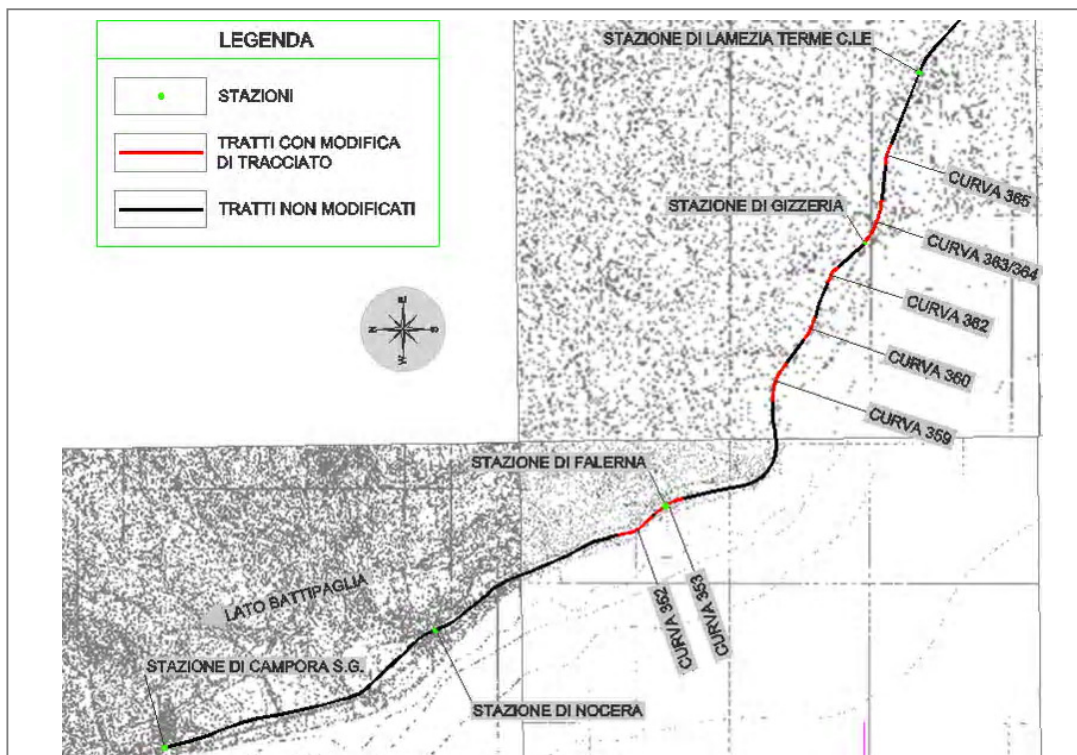 LEGENDA
STAZIONI
TRATTI CON MODIFICA
DI TRACCIATO
TRATTI NON MODIFICATI
STAZIONE DI LAMEZIA TERME C.LE
CURVA 365
STAZIONE DI GIZZERIA
CURVA 363/364
CURVA 362
CURVA 360
CURVA 359
E
N
S
W
STAZIONE DI FALERNA
CURVA 352
CURVA 353
LATO BATTIPAGLIA
STAZIONE DI CAMPORA S.G.
STAZIONE DI NOCERA